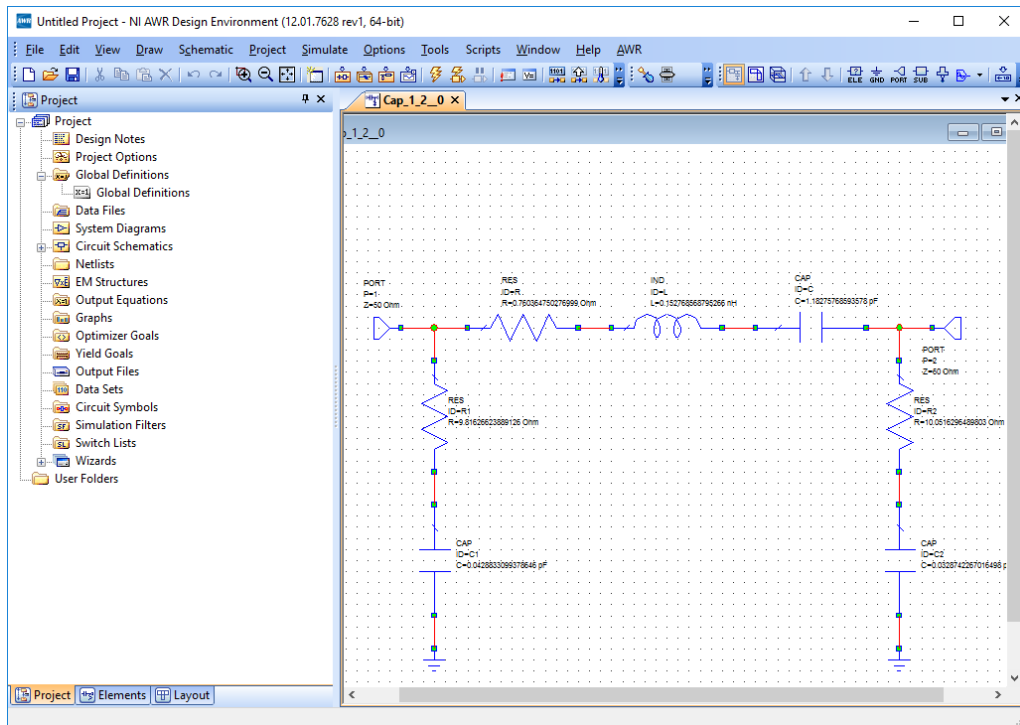 AWR Untitled Project - NI AWR Design Environment (12.01.7628 rev1, 64-bit)
File Edit View Draw Schematic Project Simulate Options Tools Scripts Window Help AWR
ELE GND PORT SUB
Project
Cap_1_2__0
_1_2__0
Project
Design Notes
Project Options
Global Definitions
x=1 Global Definitions
Data Files
System Diagrams
Circuit Schematics
Netlists
EM Structures
Output Equations
Graphs
Optimizer Goals
Yield Goals
Output Files
Data Sets
Circuit Symbols
Simulation Filters
Switch Lists
Wizards
User Folders
PORT
P=1
Z=50 Ohm
RES
ID=R
R=0.760364750276999 Ohm
IND
ID=L
L=0.152768568795266 nH
CAP
ID=C
C=1.18275768593578 pF
PORT
P=2
Z=50 Ohm
RES
ID=R1
R=9.81626623889126 Ohm
RES
ID=R2
R=10.0516296489803 Ohm
CAP
ID=C1
C=0.0428833099378646 pF
CAP
ID=C2
C=0.0328742267016498 p
Project Elements Layout